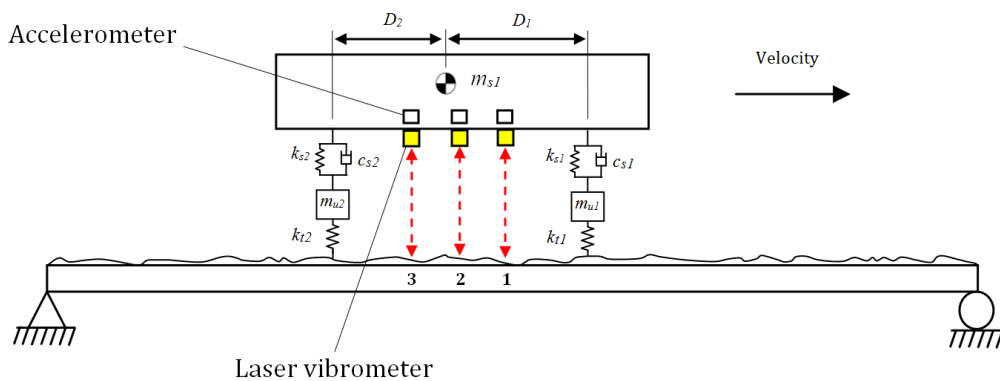 D2
D1
Accelerometer
Velocity
ms1
ks2
cs2
ks1
cs1
mu2
mu1
kt2
kt1
3
2
1
Laser vibrometer